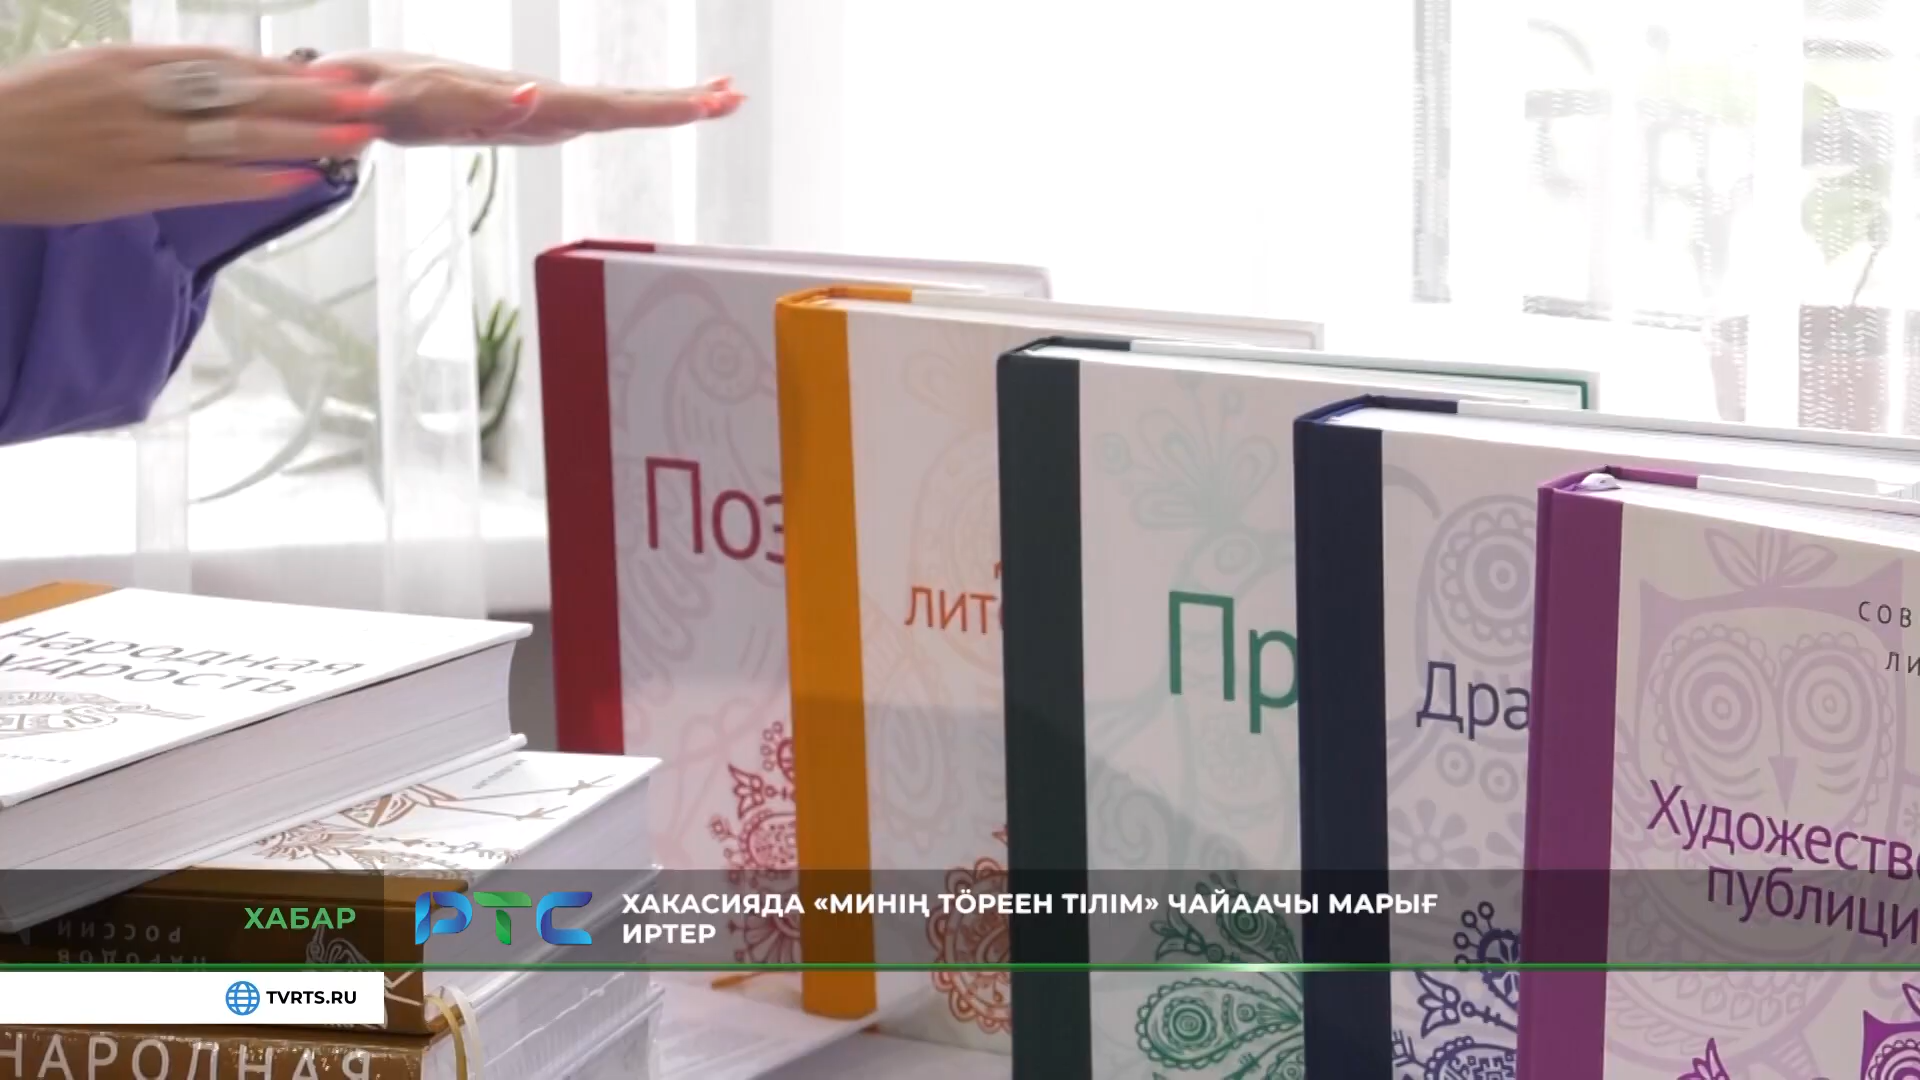 Поэ
лит
Пр
Дра
СОВ
ЛИ
Художеств
публици
Народная
мудрость
НАРОДОВ
РОССИИ
НАРОДНАЯ
ХАБАР
РТС
ХАКАСИЯДА «МИНІҢ ТӦРЕЕН ТІЛІМ» ЧАЙААЧЫ МАРЫҒ
ИРТЕР
TVRTS.RU